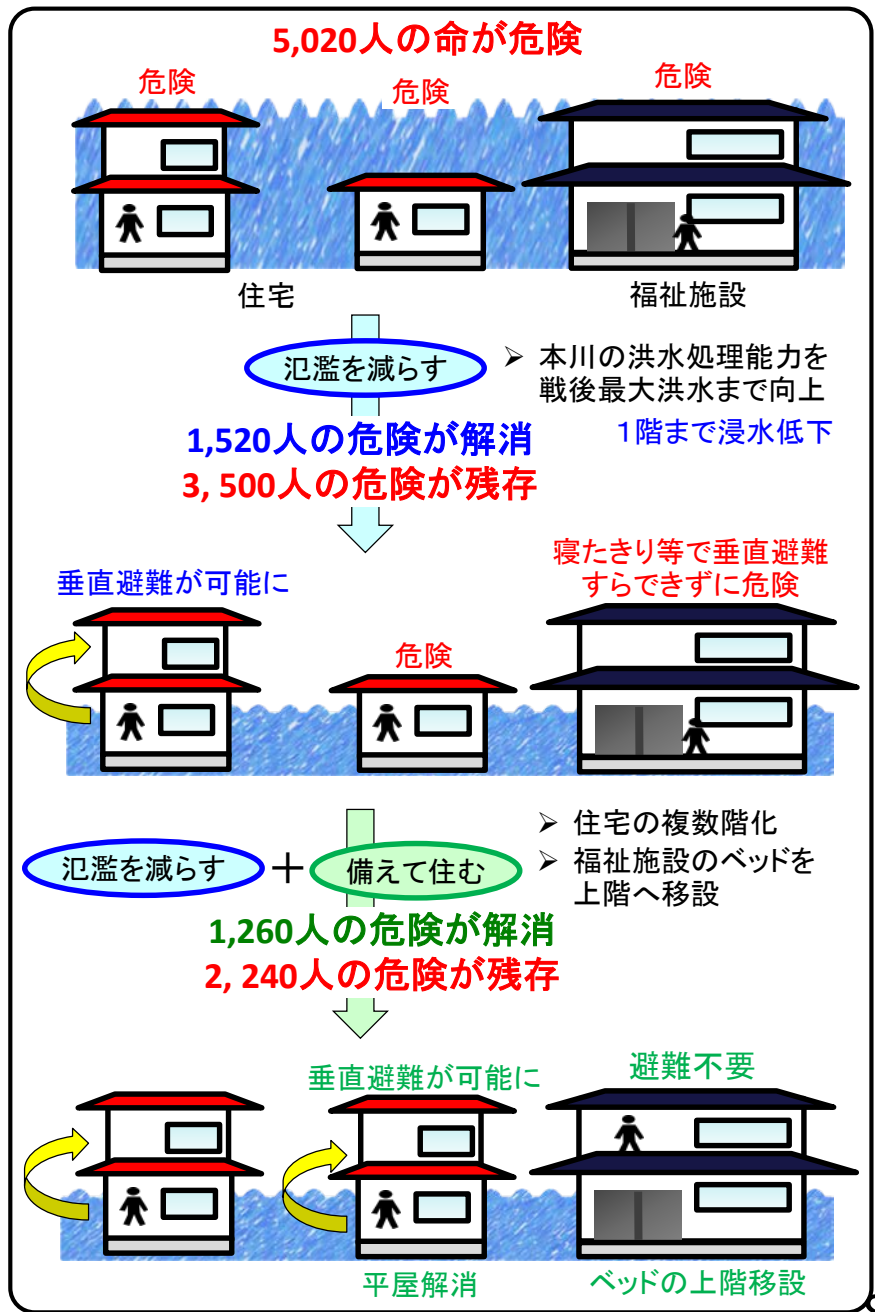 5,020人の命が危険
危険
危険
危険
住宅
福祉施設
氾濫を減らす
➢ 本川の洪水処理能力を
戦後最大洪水まで向上
1階まで浸水低下
1,520人の危険が解消
3, 500人の危険が残存
垂直避難が可能に
危険
寝たきり等で垂直避難
すらできずに危険
氾濫を減らす
＋
備えて住む
➢ 住宅の複数階化
➢ 福祉施設のベッドを
上階へ移設
1,260人の危険が解消
2, 240人の危険が残存
垂直避難が可能に
避難不要
平屋解消
ベッドの上階移設